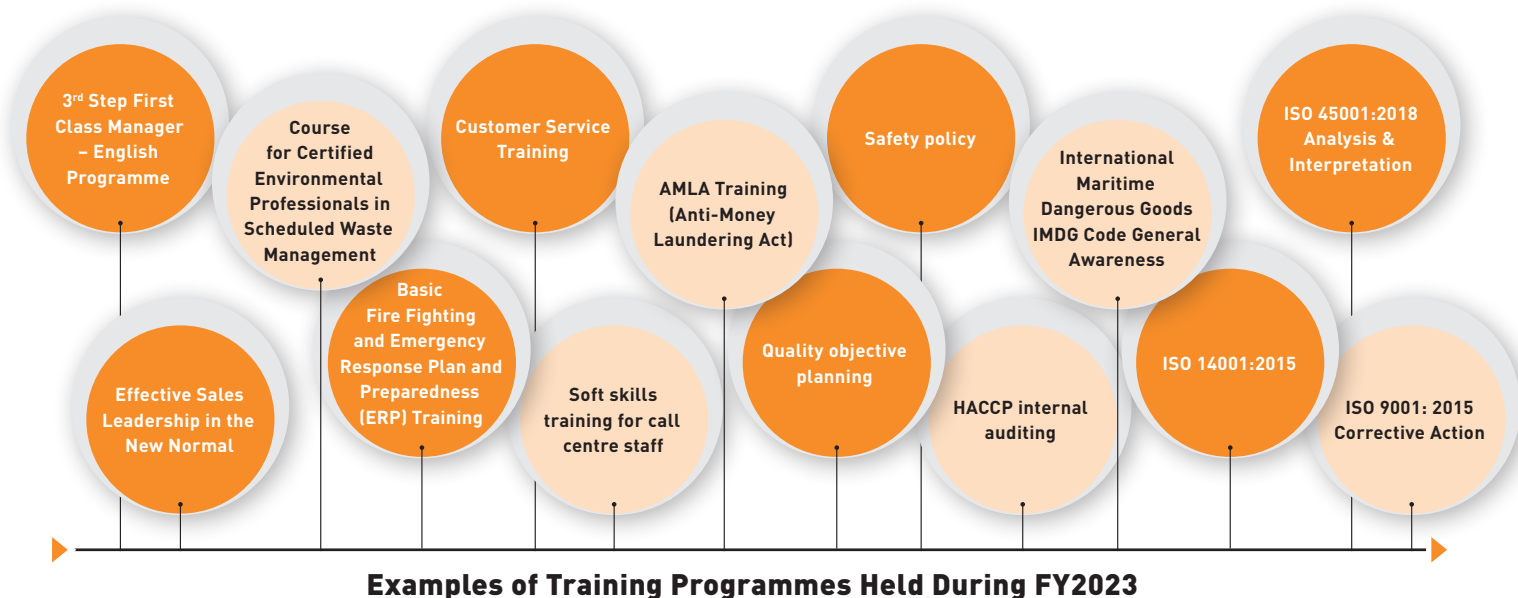 3rd Step First
Class Manager
– English
Programme
Effective Sales
Leadership in the
New Normal
Course
for Certified
Environmental
Professionals in
Scheduled Waste
Management
Basic
Fire Fighting
and Emergency
Response Plan and
Preparedness
(ERP) Training
Customer Service
Training
Soft skills
training for call
centre staff
AMLA Training
(Anti-Money
Laundering Act)
Quality objective
planning
Safety policy
HACCP internal
auditing
International
Maritime
Dangerous Goods
IMDG Code General
Awareness
ISO 14001:2015
ISO 45001:2018
Analysis &
Interpretation
ISO 9001: 2015
Corrective Action
Examples of Training Programmes Held During FY2023